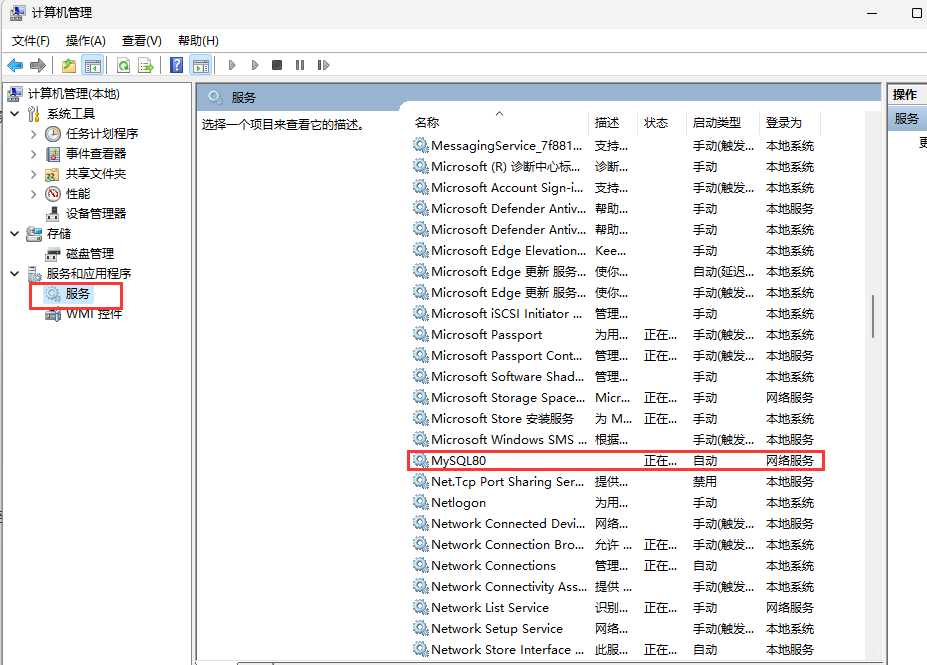 计算机管理
文件(F) 操作(A) 查看(V) 帮助(H)
计算机管理(本地)
系统工具
任务计划程序
事件查看器
共享文件夹
性能
设备管理器
存储
磁盘管理
服务和应用程序
服务
WMI 控件
服务
选择一个项目来查看它的描述。
名称 描述 状态 启动类型 登录为
MessagingService_7f881... 支持... 手动(触发... 本地系统
Microsoft (R) 诊断中心标... 诊断... 手动 本地系统
Microsoft Account Sign-i... 支持... 手动(触发... 本地系统
Microsoft Defender Antiv... 帮助... 手动 本地服务
Microsoft Defender Antiv... 帮助... 手动 本地系统
Microsoft Edge Elevation... Kee... 手动 本地系统
Microsoft Edge 更新 服务... 使你... 自动(延迟... 本地系统
Microsoft Edge 更新 服务... 使你... 手动(触发... 本地系统
Microsoft iSCSI Initiator ... 管理... 手动 本地系统
Microsoft Passport 为用... 正在... 手动(触发... 本地系统
Microsoft Passport Cont... 管理... 正在... 手动(触发... 本地服务
Microsoft Software Shad... 管理... 手动 本地系统
Microsoft Storage Space... Micr... 正在... 手动 网络服务
Microsoft Store 安装服务 为 M... 正在... 手动 本地系统
Microsoft Windows SMS ... 根据... 手动(触发... 本地服务
MySQL80 正在... 自动 网络服务
Net.Tcp Port Sharing Ser... 提供... 禁用 本地服务
Netlogon 为用... 手动 本地系统
Network Connected Devi... 网络... 手动(触发... 本地服务
Network Connection Bro... 允许 ... 正在... 手动(触发... 本地系统
Network Connections 管理... 正在... 自动 本地系统
Network Connectivity Ass... 提供 ... 手动(触发... 本地系统
Network List Service 识别... 正在... 手动 网络服务
Network Setup Service 网络... 手动(触发... 本地系统
Network Store Interface ... 此服... 正在... 自动 本地服务
操作
服务